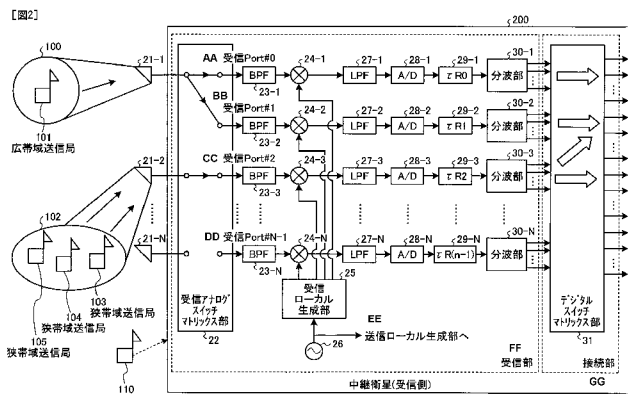 [図2]
200
100
21-1
AA 受信Port#0
24-1
27-1
28-1
29-1
30-1
BPF
LPF
A/D
τR0
分波部
23-1
BB
受信Port#1
24-2
27-2
28-2
29-2
30-2
101
広帯域送信局
BPF
LPF
A/D
τR1
分波部
23-2
21-2
CC 受信Port#2
24-3
27-3
28-3
29-3
30-3
BPF
LPF
A/D
τR2
分波部
23-3
102
21-N
DD 受信Port#N-1
24-N
27-N
28-N
29-N
30-N
BPF
LPF
A/D
τR(n-1)
分波部
23-N
103
狭帯域送信局
104
狭帯域送信局
105
狭帯域送信局
受信アナログ
スイッチ
マトリックス部
22
25
受信
ローカル
生成部
EE
送信ローカル生成部へ
26
デジタル
スイッチ
マトリックス部
31
FF
受信部
接続部
GG
110
中継衛星(受信側)